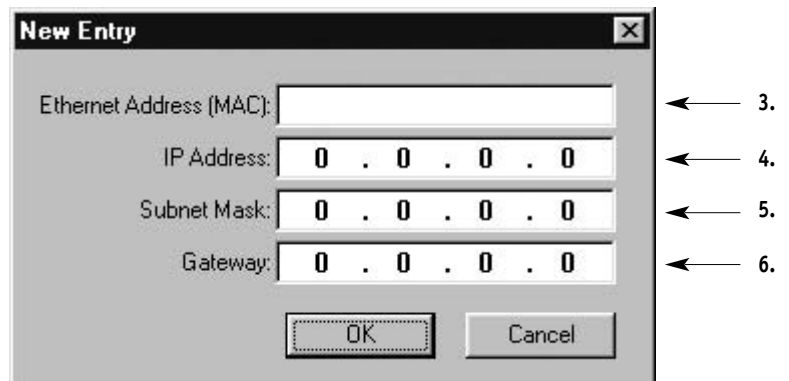 New Entry
Ethernet Address (MAC): 3.
IP Address: 0 . 0 . 0 . 0 4.
Subnet Mask: 0 . 0 . 0 . 0 5.
Gateway: 0 . 0 . 0 . 0 6.
OK Cancel